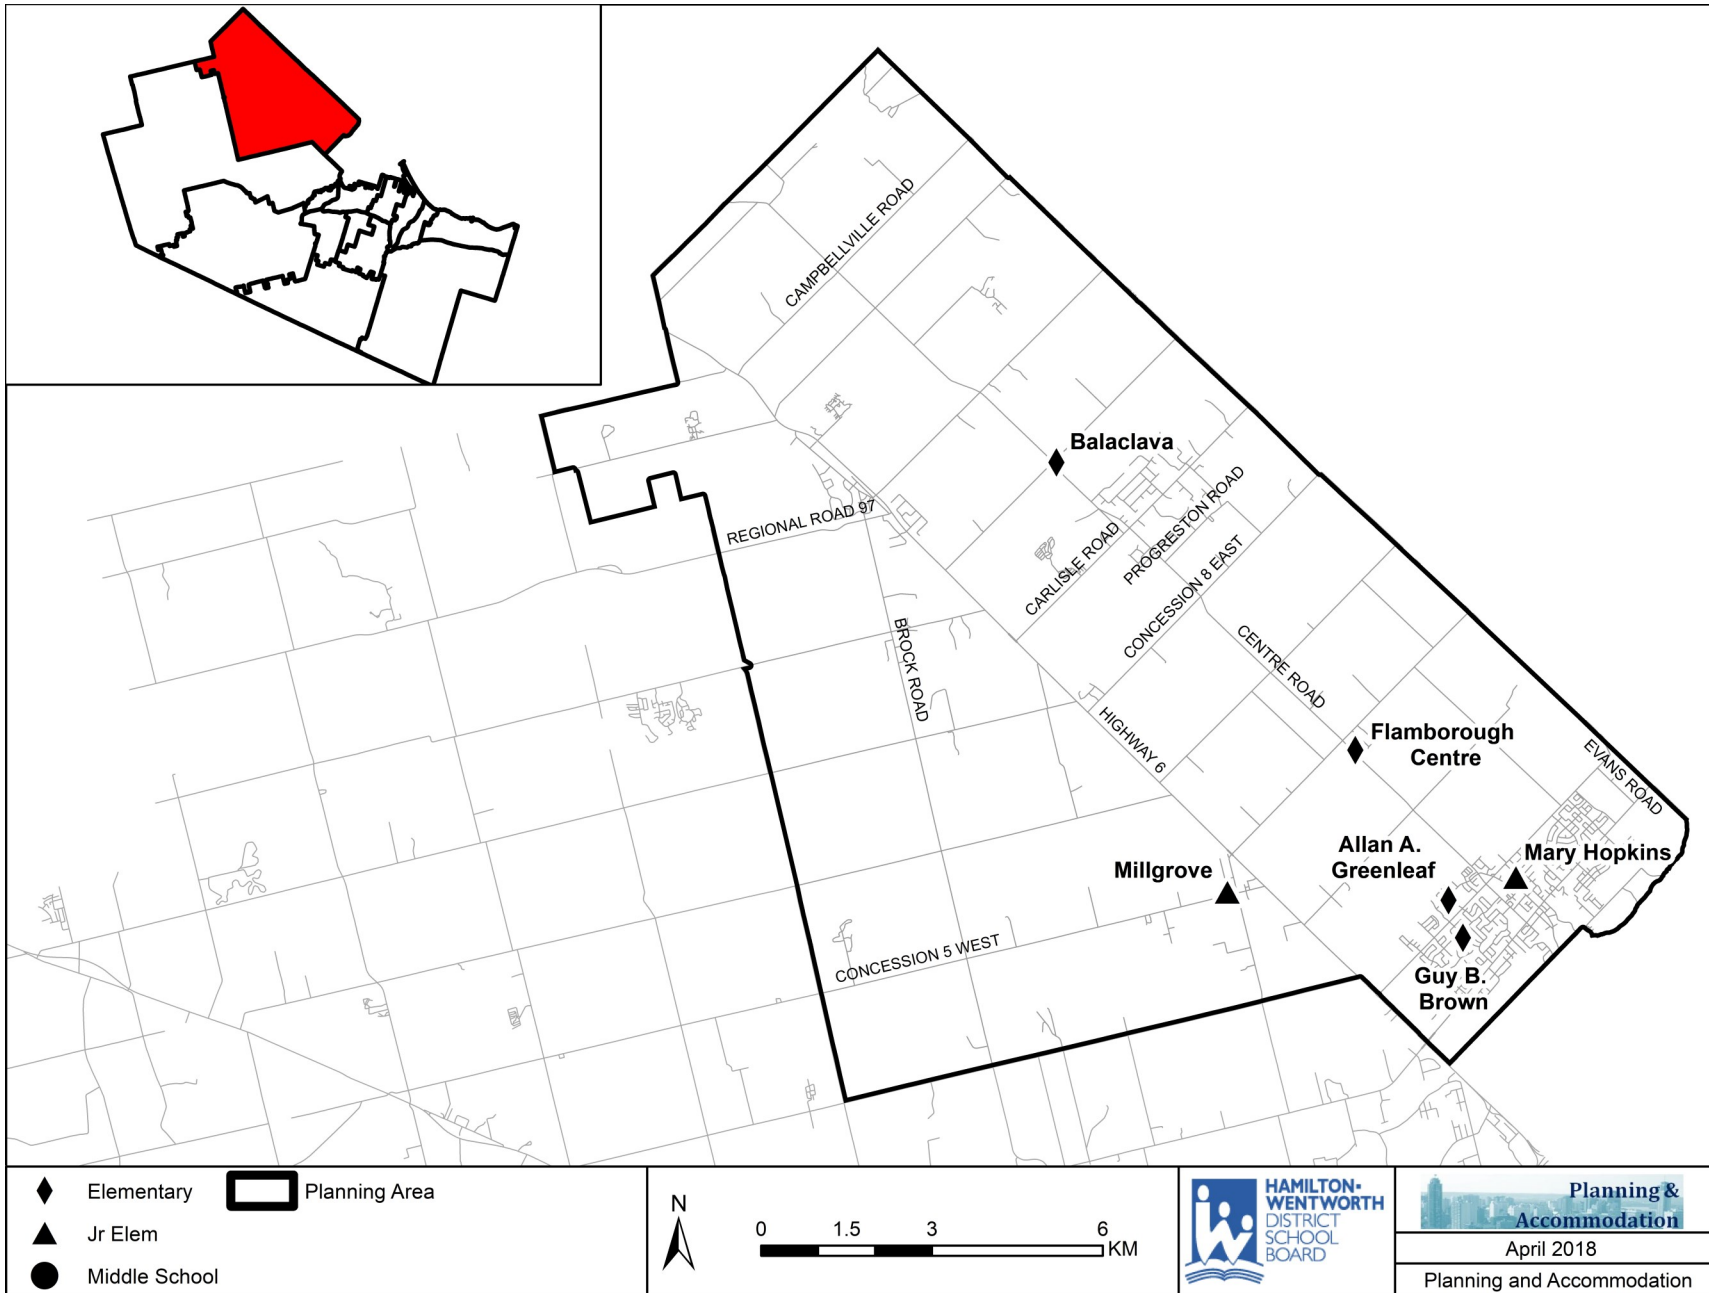 CAMPBELLVILLE ROAD
Balaclava
REGIONAL ROAD 97
PROGRESTON ROAD
CARLISLE ROAD
CONCESSION 8 EAST
BROCK ROAD
CENTRE ROAD
HIGHWAY 6
Flamborough
Centre
EVANS ROAD
Allan A.
Greenleaf
Mary Hopkins
Millgrove
CONCESSION 5 WEST
Guy B.
Brown
Elementary
Planning Area
Jr Elem
Middle School
N
0 1.5 3 6
KM
HAMILTON-
WENTWORTH
DISTRICT
SCHOOL
BOARD
Planning &
Accommodation
April 2018
Planning and Accommodation